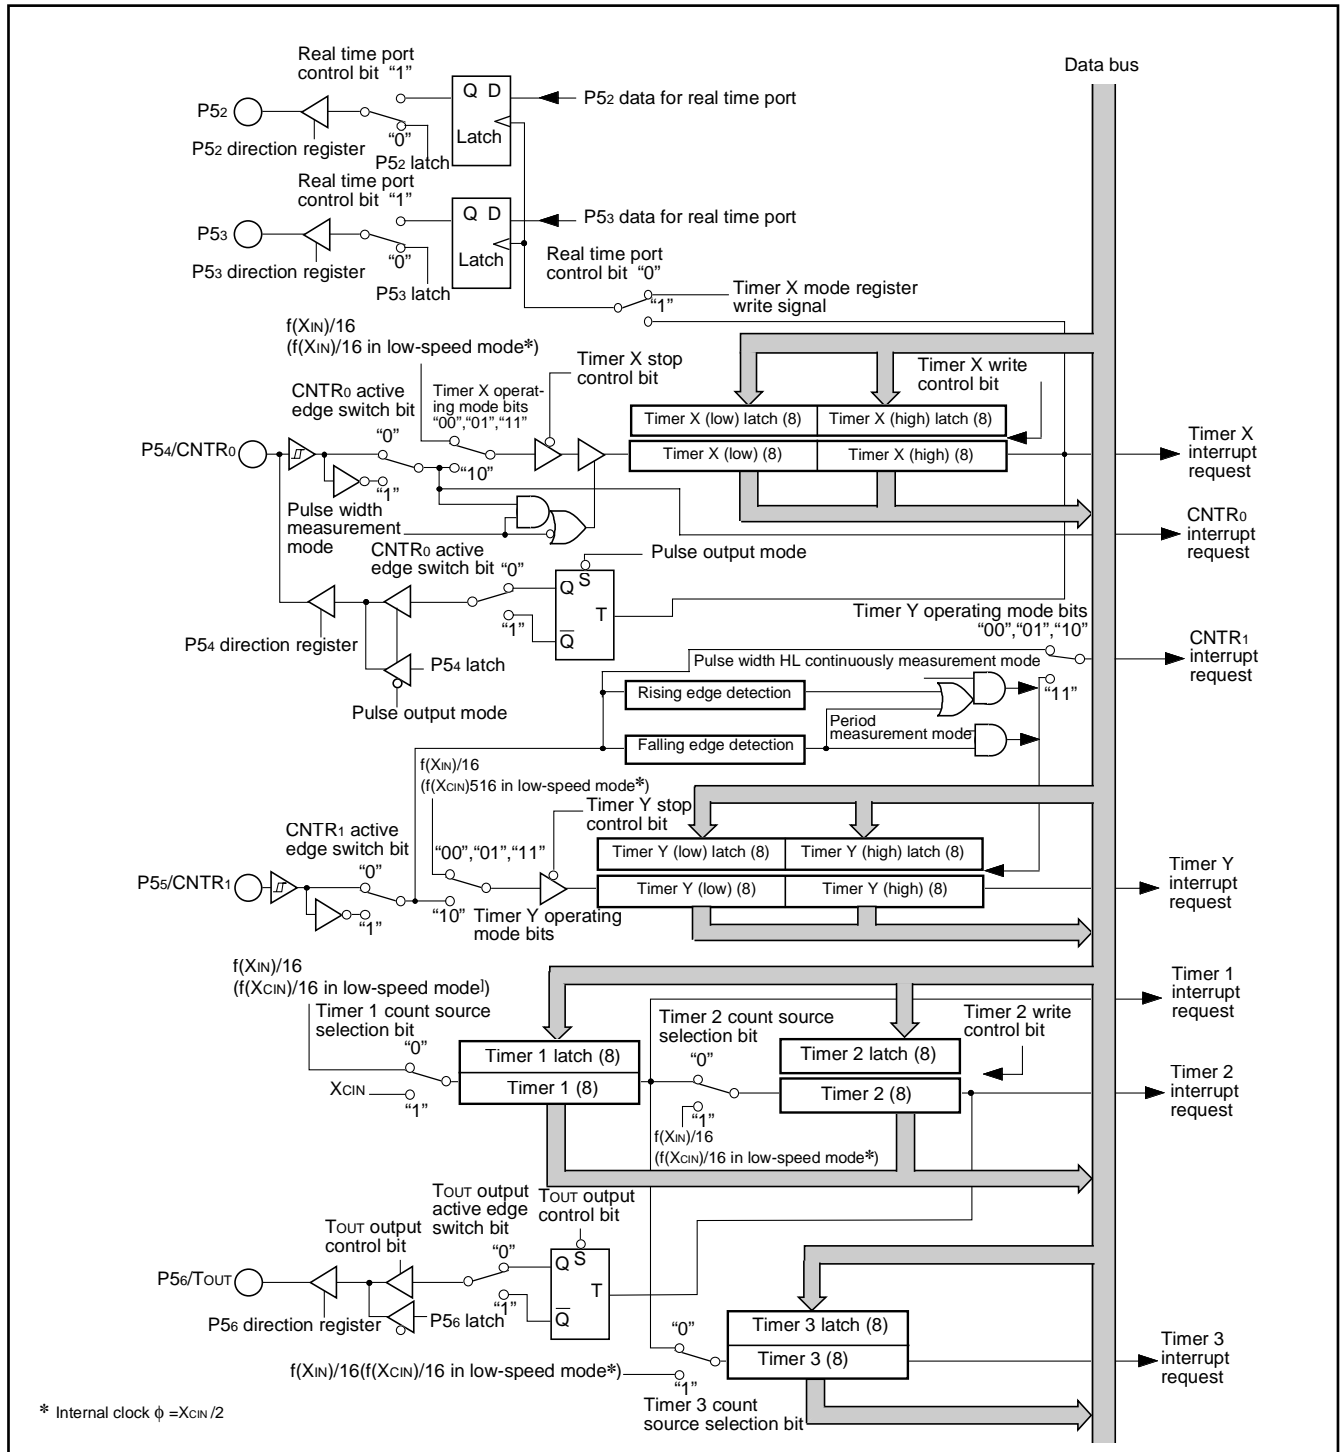 Real time port
control bit “1”
Data bus
Q D
P52 data for real time port
P52
“0”
Latch
P52 direction register
P52 latch
Real time port
control bit “1”
Q D
P53 data for real time port
P53
“0”
Latch
P53 direction register
P53 latch
Real time port
control bit “0”
“1”
Timer X mode register
write signal
f(XIN)/16
(f(XIN)/16 in low-speed mode*)
Timer X stop
control bit
Timer X write
control bit
CNTR0 active
edge switch bit
Timer X operat-
ing mode bits
“00”,“01”,“11”
“0”
Timer X (low) latch (8)
Timer X (high) latch (8)
P54/CNTR0
“10”
Timer X (low) (8)
Timer X (high) (8)
Timer X
interrupt
request
“1”
Pulse width
measurement
mode
CNTR0
interrupt
request
CNTR0 active
edge switch bit “0”
Pulse output mode
Q S
T
“1”
Q
P54 direction register
P54 latch
Pulse output mode
Timer Y operating mode bits
“00”,“01”,“10”
CNTR1
interrupt
request
Pulse width HL continuously measurement mode
“11”
Rising edge detection
Period
measurement mode
Falling edge detection
f(XIN)/16
(f(XCIN)516 in low-speed mode*)
Timer Y stop
control bit
CNTR1 active
edge switch bit
“00”,“01”,“11”
“0”
Timer Y (low) latch (8)
Timer Y (high) latch (8)
P55/CNTR1
Timer Y (low) (8)
Timer Y (high) (8)
Timer Y
interrupt
request
“1”
“10”
Timer Y operating
mode bits
f(XIN)/16
(f(XCIN)/16 in low-speed mode])
Timer 1
interrupt
request
Timer 1 count source
selection bit
Timer 2 count source
selection bit
Timer 2 write
control bit
“0”
Timer 1 latch (8)
“0”
Timer 2 latch (8)
XCIN
“1”
Timer 1 (8)
“1”
Timer 2 (8)
Timer 2
interrupt
request
f(XIN)/16
(f(XCIN)/16 in low-speed mode*)
TOUT output
active edge
switch bit
TOUT output
control bit
TOUT output
control bit
“0”
Q S
T
P56/TOUT
“1”
Q
P56 direction register
P56 latch
“0”
Timer 3 latch (8)
Timer 3 (8)
Timer 3
interrupt
request
f(XIN)/16(f(XCIN)/16 in low-speed mode*)
“1”
Timer 3 count
source selection bit
* Internal clock ϕ =XCIN /2